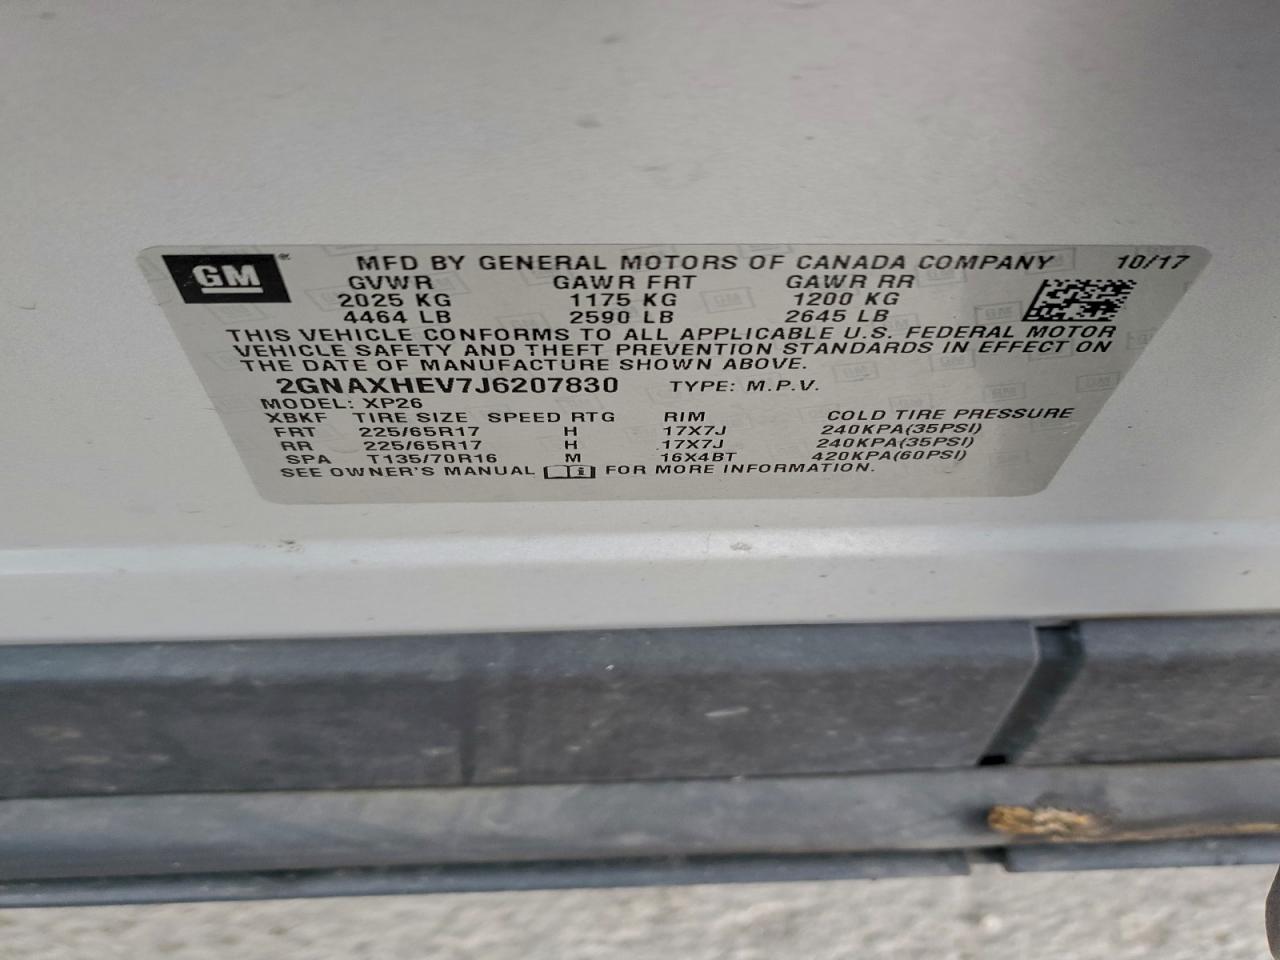 GM
MFD BY GENERAL MOTORS OF CANADA COMPANY 10/17
GVWR GAWR FRT GAWR RR
2025 KG 1175 KG 1200 KG
4464 LB 2590 LB 2645 LB
THIS VEHICLE CONFORMS TO ALL APPLICABLE U.S. FEDERAL MOTOR
VEHICLE SAFETY AND THEFT PREVENTION STANDARDS IN EFFECT ON
THE DATE OF MANUFACTURE SHOWN ABOVE.
2GNAXHEV7J6207830 TYPE: M.P.V.
MODEL: XP26
XBKF TIRE SIZE SPEED RTG RIM COLD TIRE PRESSURE
FRT 225/65R17 H 17X7J 240KPA(35PSI)
RR 225/65R17 H 17X7J 240KPA(35PSI)
SPA T135/70R16 M 16X4BT 420KPA(60PSI)
SEE OWNER'S MANUAL FOR MORE INFORMATION.